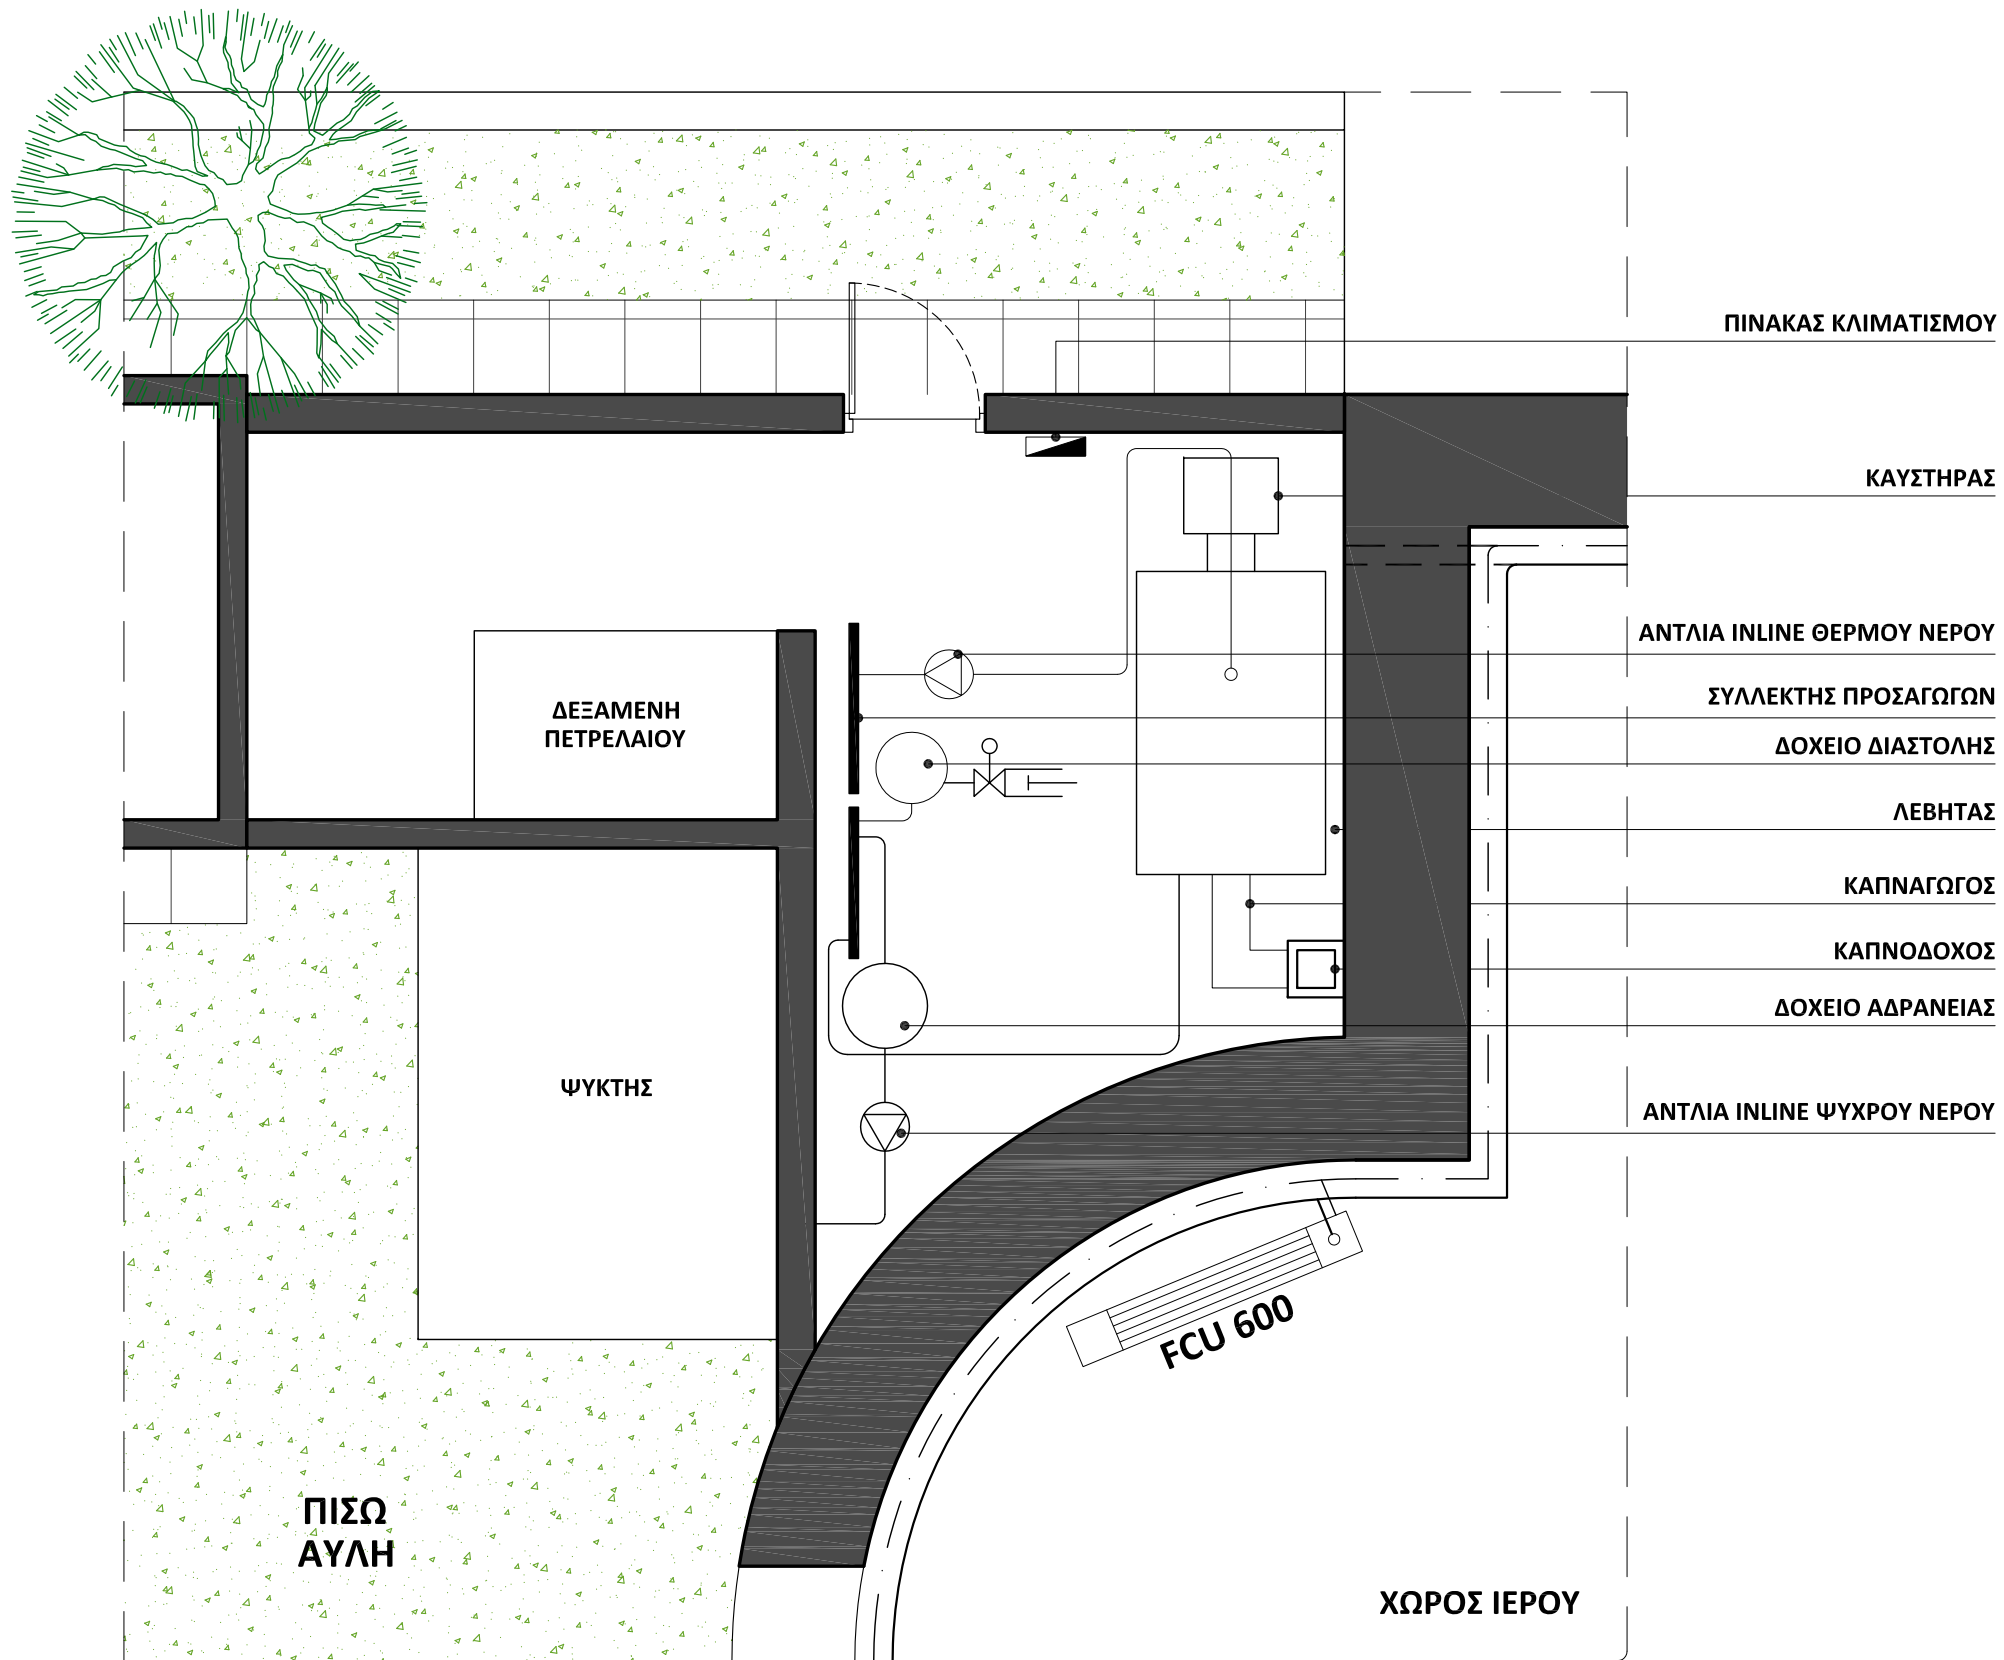 ΠΙΝΑΚΑΣ ΚΛΙΜΑΤΙΣΜΟΥ
ΚΑΥΣΤΗΡΑΣ
ΑΝΤΛΙΑ INLINE ΘΕΡΜΟΥ ΝΕΡΟΥ
ΣΥΛΛΕΚΤΗΣ ΠΡΟΣΑΓΩΓΩΝ
ΔΕΞΑΜΕΝΗ
ΠΕΤΡΕΛΑΙΟΥ
ΔΟΧΕΙΟ ΔΙΑΣΤΟΛΗΣ
ΛΕΒΗΤΑΣ
ΚΑΠΝΑΓΩΓΟΣ
ΚΑΠΝΟΔΟΧΟΣ
ΔΟΧΕΙΟ ΑΔΡΑΝΕΙΑΣ
ΨΥΚΤΗΣ
ΑΝΤΛΙΑ INLINE ΨΥΧΡΟΥ ΝΕΡΟΥ
FCU 600
ΠΙΣΩ
ΑΥΛΗ
ΧΩΡΟΣ ΙΕΡΟΥ